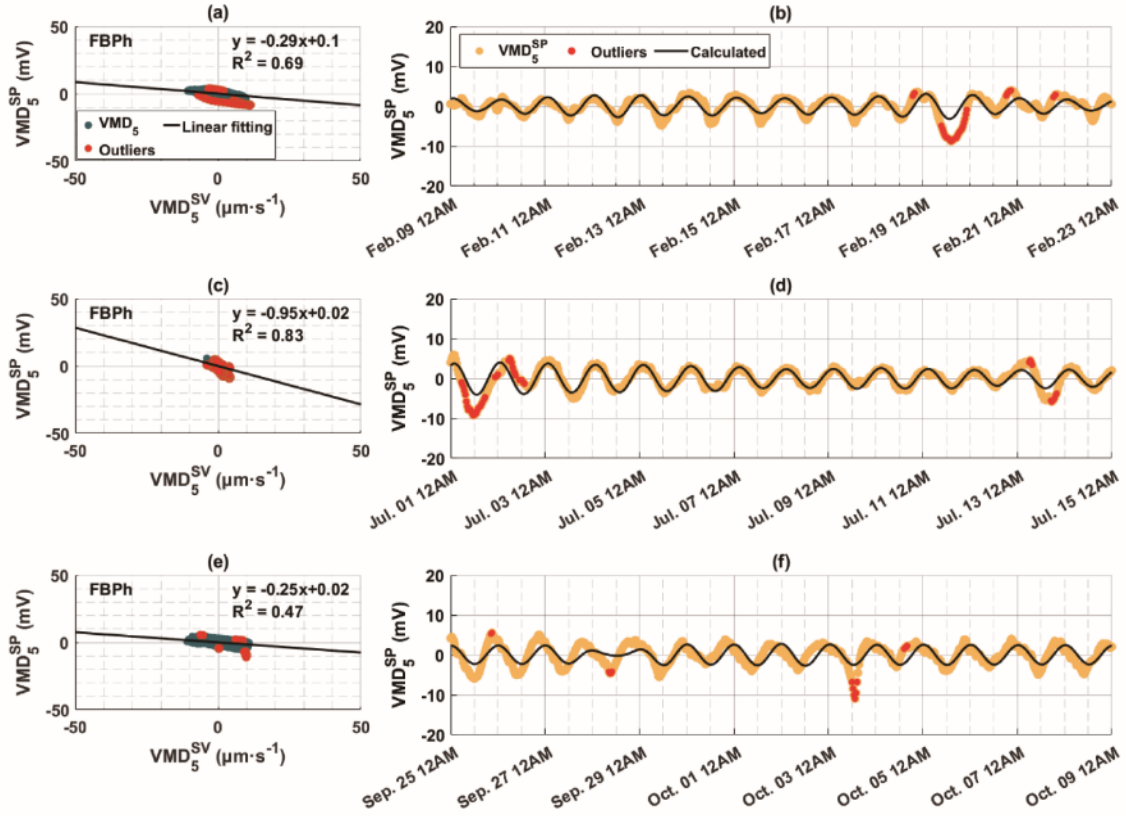 (a)
FBPh
y = -0.29x+0.1
R² = 0.69
VMD₅
Linear fitting
Outliers
50
0
-50
-50
0
50
VMD₅^SP (mV)
VMD₅^SV (µm·s⁻¹)
(b)
VMD₅^SP
Outliers
Calculated
20
10
0
-10
-20
VMD₅^SP (mV)
Feb.09 12AM
Feb.11 12AM
Feb.13 12AM
Feb.15 12AM
Feb.17 12AM
Feb.19 12AM
Feb.21 12AM
Feb.23 12AM
(c)
FBPh
y = -0.95x+0.02
R² = 0.83
50
0
-50
-50
0
50
VMD₅^SP (mV)
VMD₅^SV (µm·s⁻¹)
(d)
20
10
0
-10
-20
VMD₅^SP (mV)
Jul. 01 12AM
Jul. 03 12AM
Jul. 05 12AM
Jul. 07 12AM
Jul. 09 12AM
Jul. 11 12AM
Jul. 13 12AM
Jul. 15 12AM
(e)
FBPh
y = -0.25x+0.02
R² = 0.47
50
0
-50
-50
0
50
VMD₅^SP (mV)
VMD₅^SV (µm·s⁻¹)
(f)
20
10
0
-10
-20
VMD₅^SP (mV)
Sep. 25 12AM
Sep. 27 12AM
Sep. 29 12AM
Oct. 01 12AM
Oct. 03 12AM
Oct. 05 12AM
Oct. 07 12AM
Oct. 09 12AM